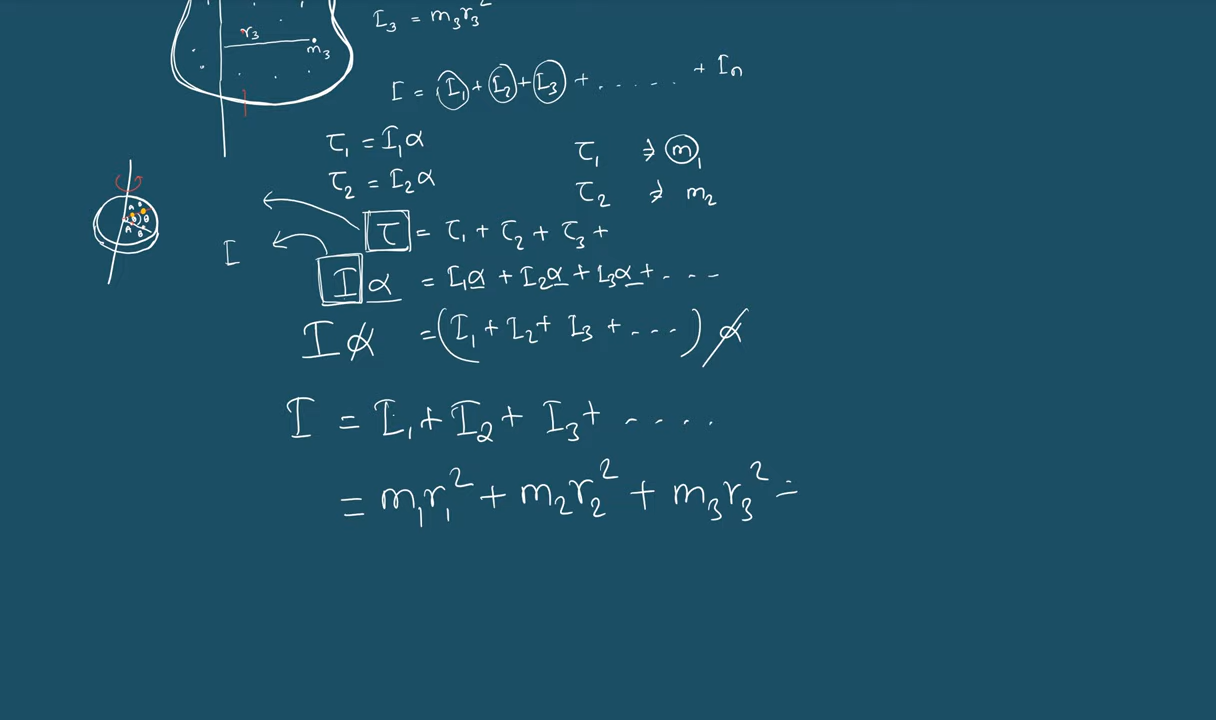 I₃ = m₃r₃²
r₃
m₃
I = I₁ + I₂ + I₃ + ...... + Iₙ
τ₁ = I₁α
τ₁ ⇒ m₁
τ₂ = I₂α
τ₂ ⇒ m₂
τ = τ₁ + τ₂ + τ₃ +
I
Iα = I₁α + I₂α + I₃α + ...
Iα = (I₁ + I₂ + I₃ + ...) α
I = I₁ + I₂ + I₃ + ....
= m₁r₁² + m₂r₂² + m₃r₃² =